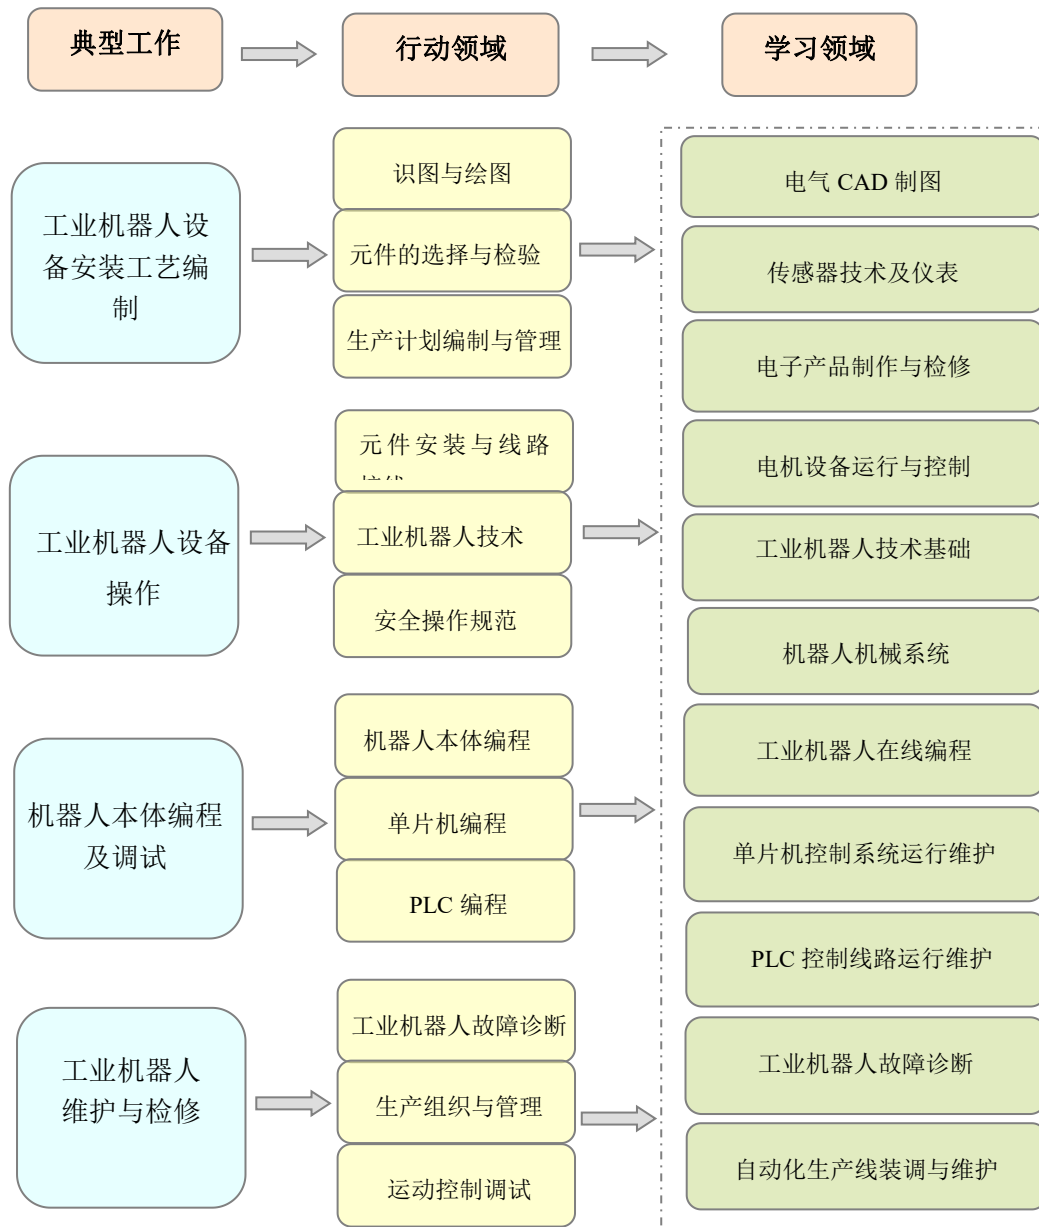 典型工作
行动领域
学习领域
工业机器人设
备安装工艺编
制
识图与绘图
元件的选择与检验
生产计划编制与管理
工业机器人设备
操作
元件安装与线路
工业机器人技术
安全操作规范
机器人本体编程
及调试
机器人本体编程
单片机编程
PLC 编程
工业机器人
维护与检修
工业机器人故障诊断
生产组织与管理
运动控制调试
电气 CAD 制图
传感器技术及仪表
电子产品制作与检修
电机设备运行与控制
工业机器人技术基础
机器人机械系统
工业机器人在线编程
单片机控制系统运行维护
PLC 控制线路运行维护
工业机器人故障诊断
自动化生产线装调与维护